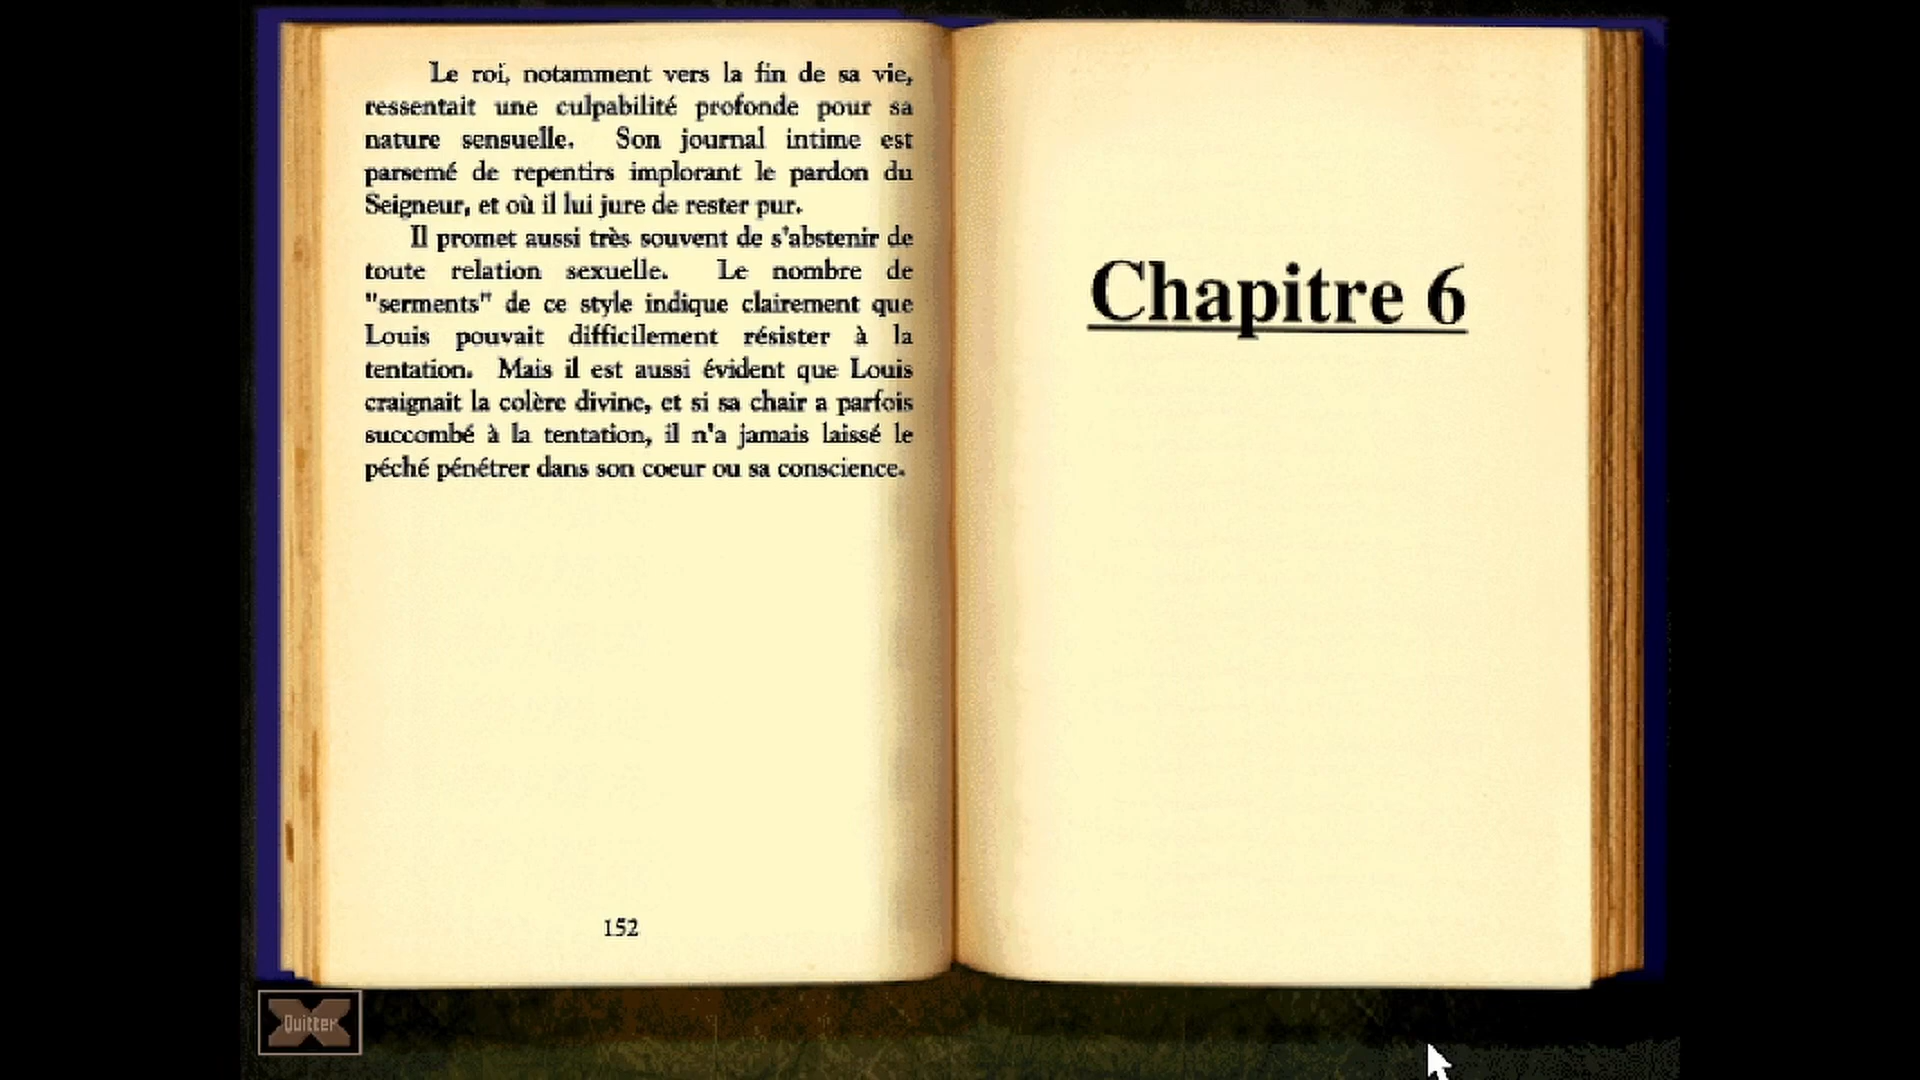 Le roi, notamment vers la fin de sa vie,
ressentait une culpabilité profonde pour sa
nature sensuelle. Son journal intime est
parsemé de repentirs implorant le pardon du
Seigneur, et où il lui jure de rester pur.
Il promet aussi très souvent de s'abstenir de
toute relation sexuelle. Le nombre de
"serments" de ce style indique clairement que
Louis pouvait difficilement résister à la
tentation. Mais il est aussi évident que Louis
craignait la colère divine, et si sa chair a parfois
succombé à la tentation, il n'a jamais laissé le
péché pénétrer dans son coeur ou sa conscience.
152
Chapitre 6
Quitter